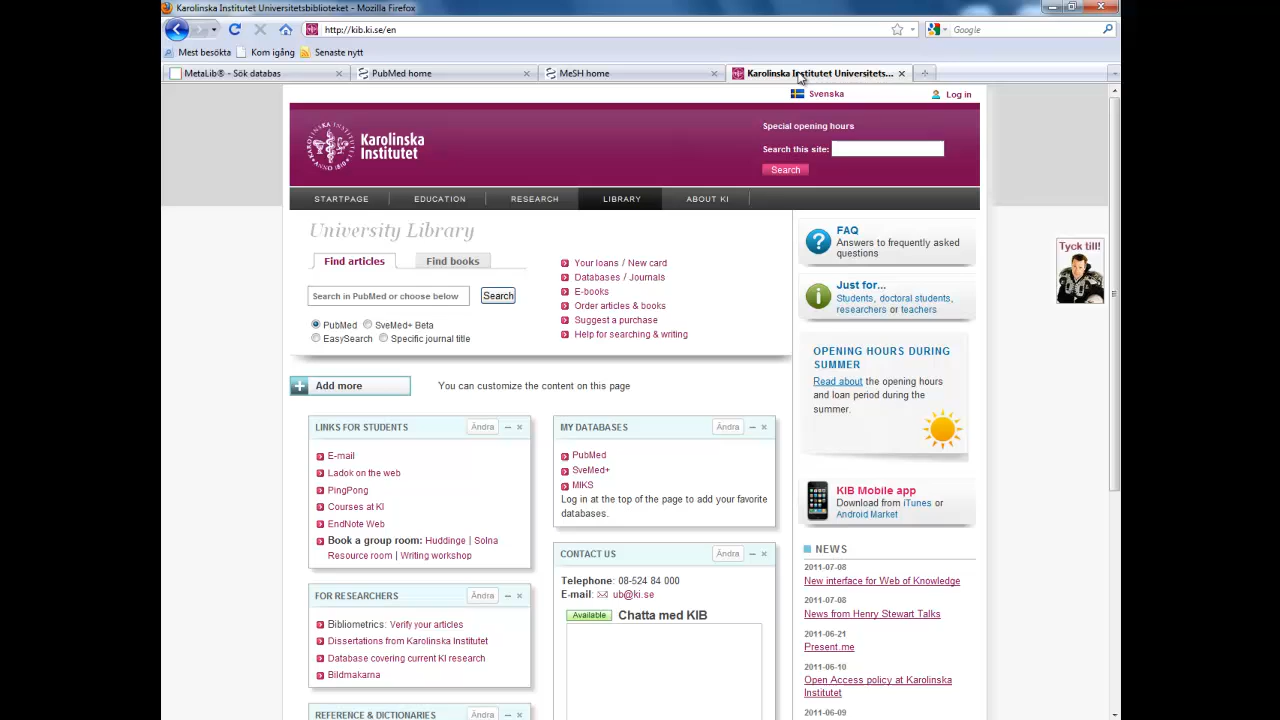 Karolinska Institutet Universitetsbiblioteket - Mozilla Firefox
http://kib.ki.se/en
Google
Mest besökta Kom igång Senaste nytt
MetaLib® - Sök databas
PubMed home
MeSH home
Karolinska Institutet Universitets...
Svenska
Log in
Karolinska
Institutet
ANNO 1810
Special opening hours
Search this site:
Search
STARTPAGE EDUCATION RESEARCH LIBRARY ABOUT KI
University Library
Find articles Find books
Search in PubMed or choose below Search
PubMed SveMed+ Beta
EasySearch Specific journal title
Your loans / New card
Databases / Journals
E-books
Order articles & books
Suggest a purchase
Help for searching & writing
FAQ
Answers to frequently asked
questions
Just for...
Students, doctoral students,
researchers or teachers
Tyck till!
OPENING HOURS DURING
SUMMER
Read about the opening hours
and loan period during the
summer.
Add more
You can customize the content on this page
LINKS FOR STUDENTS Ändra
E-mail
Ladok on the web
PingPong
Courses at KI
EndNote Web
Book a group room: Huddinge | Solna
Resource room | Writing workshop
MY DATABASES Ändra
PubMed
SveMed+
MIKS
Log in at the top of the page to add your favorite
databases.
KIB Mobile app
Download from iTunes or
Android Market
FOR RESEARCHERS Ändra
Bibliometrics: Verify your articles
Dissertations from Karolinska Institutet
Database covering current KI research
Bildmakarna
CONTACT US Ändra
Telephone: 08-524 84 000
E-mail: ub@ki.se
Available Chatta med KIB
NEWS
2011-07-08
New interface for Web of Knowledge
2011-07-08
News from Henry Stewart Talks
2011-06-21
Present.me
2011-06-10
Open Access policy at Karolinska
Institutet
2011-06-09
REFERENCE & DICTIONARIES Ändra